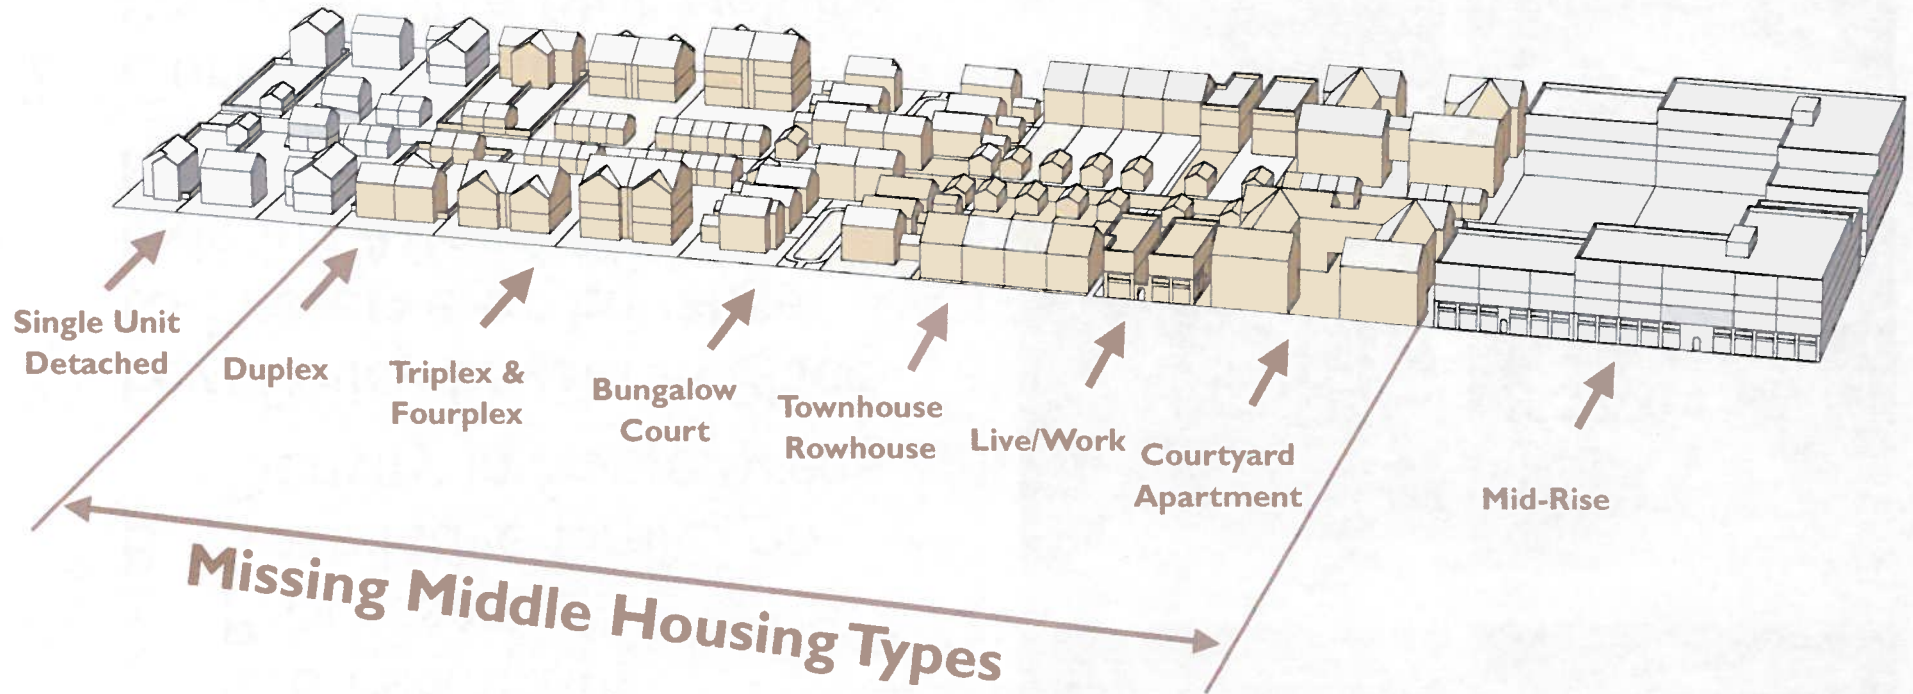 Single Unit
Detached
Duplex
Triplex &
Fourplex
Bungalow
Court
Townhouse
Rowhouse
Live/Work
Courtyard
Apartment
Mid-Rise
Missing Middle Housing Types